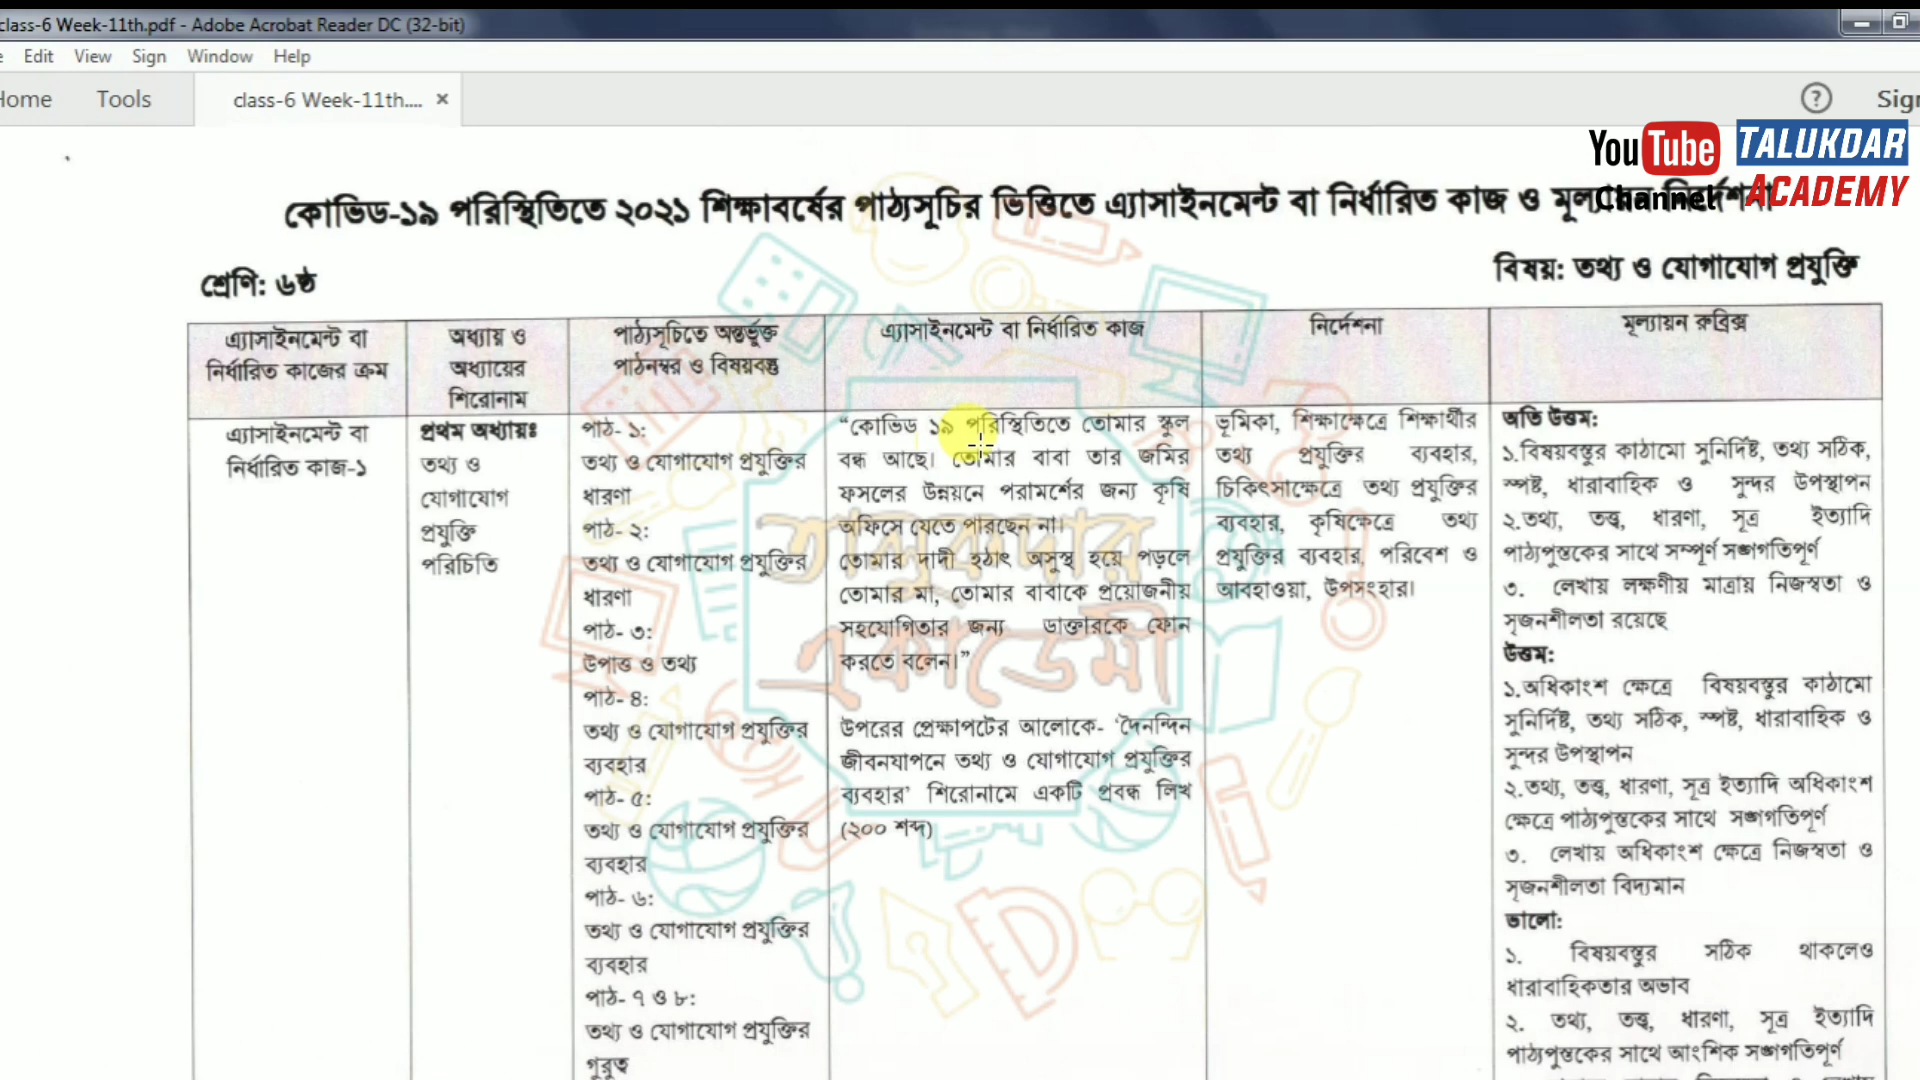 class-6 Week-11th.pdf - Adobe Acrobat Reader DC (32-bit)
Edit View Sign Window Help
Home Tools class-6 Week-11th.... × ? Sign
YouTube Channel TALUKDAR ACADEMY
কোভিড-১৯ পরিস্থিতিতে ২০২১ শিক্ষাবর্ষের পাঠ্যসূচির ভিত্তিতে এ্যাসাইনমেন্ট বা নির্ধারিত কাজ ও মূল্যায়ন নির্দেশনা
শ্রেণি: ৬ষ্ঠ
বিষয়: তথ্য ও যোগাযোগ প্রযুক্তি
এ্যাসাইনমেন্ট বা
নির্ধারিত কাজের ক্রম
অধ্যায় ও
অধ্যায়ের
শিরোনাম
পাঠ্যসূচিতে অন্তর্ভুক্ত
পাঠনম্বর ও বিষয়বস্তু
এ্যাসাইনমেন্ট বা নির্ধারিত কাজ
নির্দেশনা
মূল্যায়ন রুব্রিক্স
এ্যাসাইনমেন্ট বা
নির্ধারিত কাজ-১
প্রথম অধ্যায়ঃ
তথ্য ও
যোগাযোগ
প্রযুক্তি
পরিচিতি
পাঠ- ১:
তথ্য ও যোগাযোগ প্রযুক্তির
ধারণা
পাঠ- ২:
তথ্য ও যোগাযোগ প্রযুক্তির
ধারণা
পাঠ- ৩:
উপাত্ত ও তথ্য
পাঠ- ৪:
তথ্য ও যোগাযোগ প্রযুক্তির
ব্যবহার
পাঠ- ৫:
তথ্য ও যোগাযোগ প্রযুক্তির
ব্যবহার
পাঠ- ৬:
তথ্য ও যোগাযোগ প্রযুক্তির
ব্যবহার
পাঠ- ৭ ও ৮:
তথ্য ও যোগাযোগ প্রযুক্তির
গুরুত্ব
“কোভিড ১৯ পরিস্থিতিতে তোমার স্কুল
বন্ধ আছে। তোমার বাবা তার জমির
ফসলের উন্নয়নে পরামর্শের জন্য কৃষি
অফিসে যেতে পারছেন না।
তোমার দাদী হঠাৎ অসুস্থ হয়ে পড়লে
তোমার মা, তোমার বাবাকে প্রয়োজনীয়
সহযোগিতার জন্য ডাক্তারকে ফোন
করতে বলেন।”
উপরের প্রেক্ষাপটের আলোকে- ‘দৈনন্দিন
জীবনযাপনে তথ্য ও যোগাযোগ প্রযুক্তির
ব্যবহার’ শিরোনামে একটি প্রবন্ধ লিখ
(২০০ শব্দ)
ভূমিকা, শিক্ষাক্ষেত্রে শিক্ষার্থীর
তথ্য প্রযুক্তির ব্যবহার,
চিকিৎসাক্ষেত্রে তথ্য প্রযুক্তির
ব্যবহার, কৃষিক্ষেত্রে তথ্য
প্রযুক্তির ব্যবহার, পরিবেশ ও
আবহাওয়া, উপসংহার।
অতি উত্তম:
১.বিষয়বস্তুর কাঠামো সুনির্দিষ্ট, তথ্য সঠিক,
স্পষ্ট, ধারাবাহিক ও সুন্দর উপস্থাপন
২.তথ্য, তত্ত্ব, ধারণা, সূত্র ইত্যাদি
পাঠ্যপুস্তকের সাথে সম্পূর্ণ সঙ্গতিপূর্ণ
৩. লেখায় লক্ষণীয় মাত্রায় নিজস্বতা ও
সৃজনশীলতা রয়েছে
উত্তম:
১.অধিকাংশ ক্ষেত্রে বিষয়বস্তুর কাঠামো
সুনির্দিষ্ট, তথ্য সঠিক, স্পষ্ট, ধারাবাহিক ও
সুন্দর উপস্থাপন
২.তথ্য, তত্ত্ব, ধারণা, সূত্র ইত্যাদি অধিকাংশ
ক্ষেত্রে পাঠ্যপুস্তকের সাথে সঙ্গতিপূর্ণ
৩. লেখায় অধিকাংশ ক্ষেত্রে নিজস্বতা ও
সৃজনশীলতা বিদ্যমান
ভালো:
১. বিষয়বস্তুর সঠিক থাকলেও
ধারাবাহিকতার অভাব
২. তথ্য, তত্ত্ব, ধারণা, সূত্র ইত্যাদি
পাঠ্যপুস্তকের সাথে আংশিক সঙ্গতিপূর্ণ
তালুকদার
একাডেমী